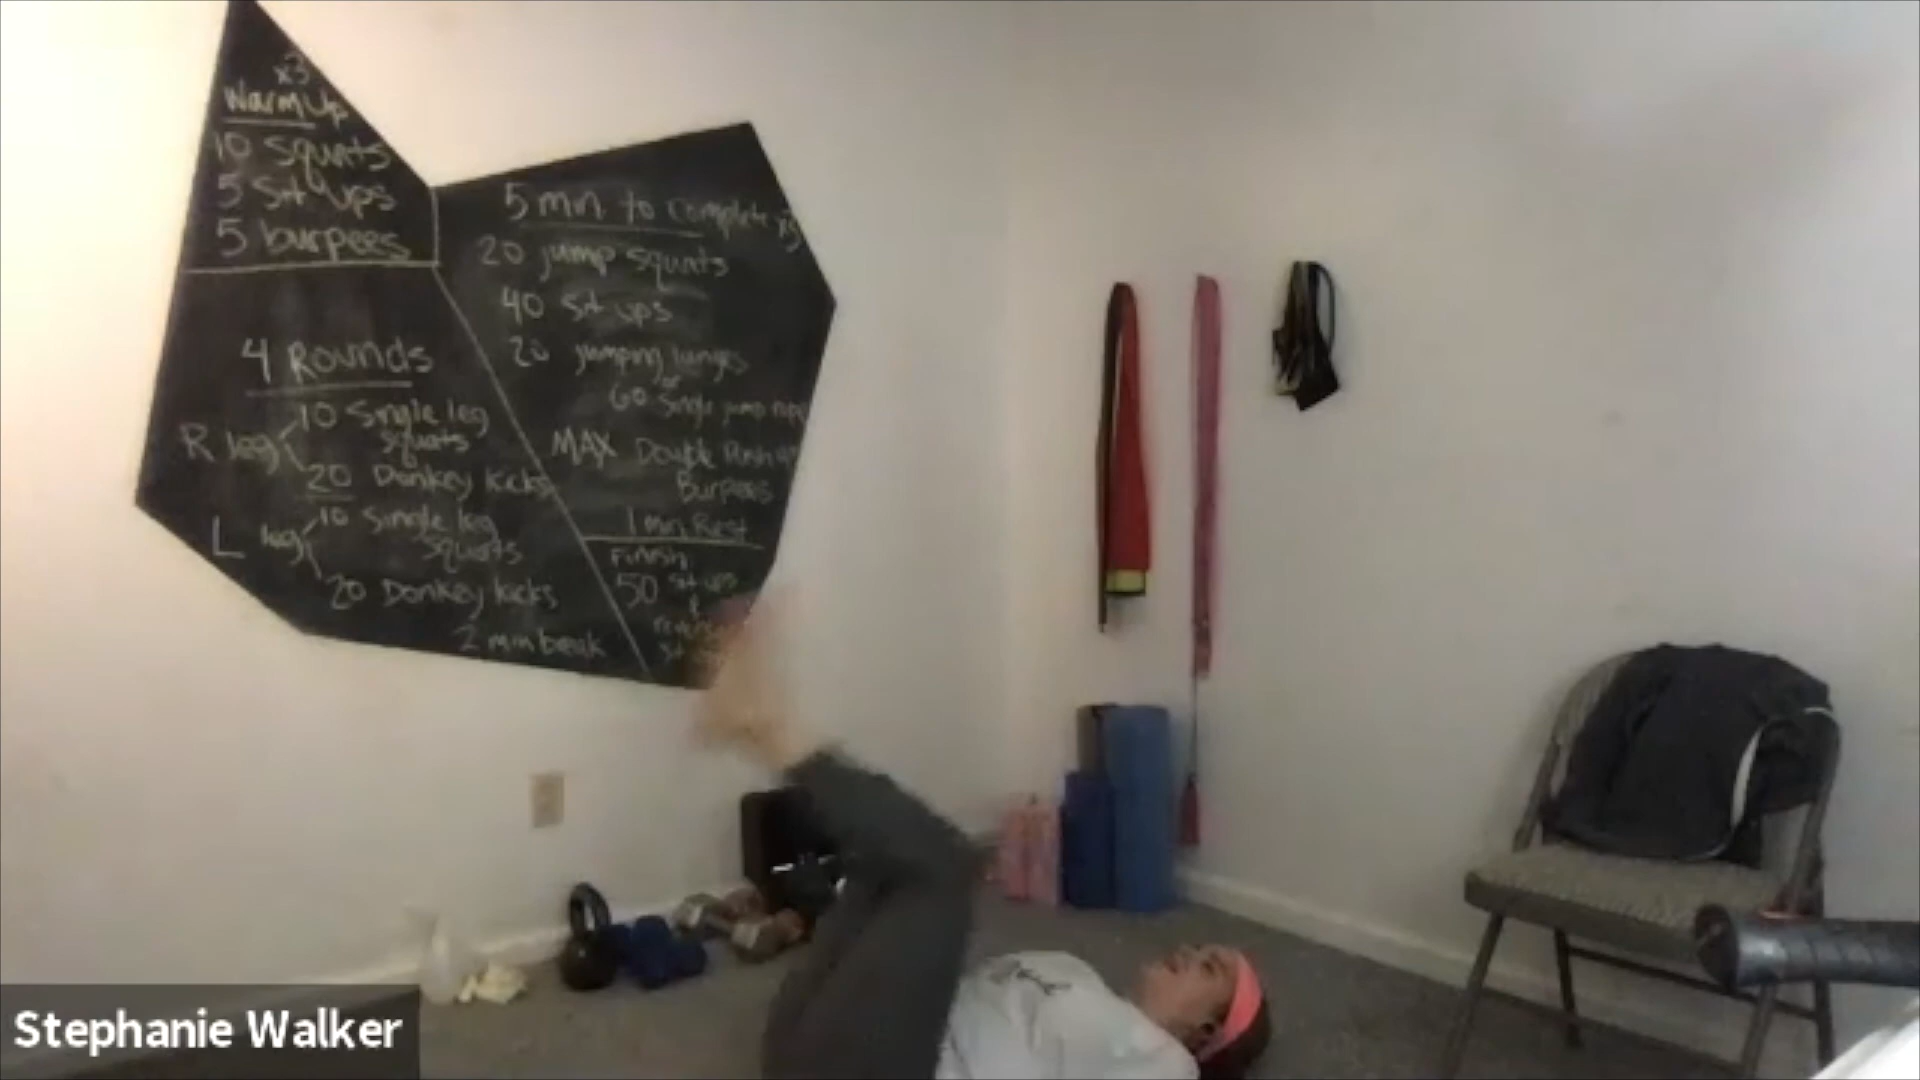 x3
Warm Up
10 Squats
5 Sit Ups
5 burpees
4 Rounds
R leg
10 Single leg
squats
20 Donkey kicks
L leg
10 Single leg
squats
20 Donkey kicks
2 min break
5 min to complete x3
20 jump squats
40 sit ups
20 jumping lunges
or
60 single jump rope
MAX Double Push up
Burpees
1 min Rest
Finish
50 sit ups
Stephanie Walker